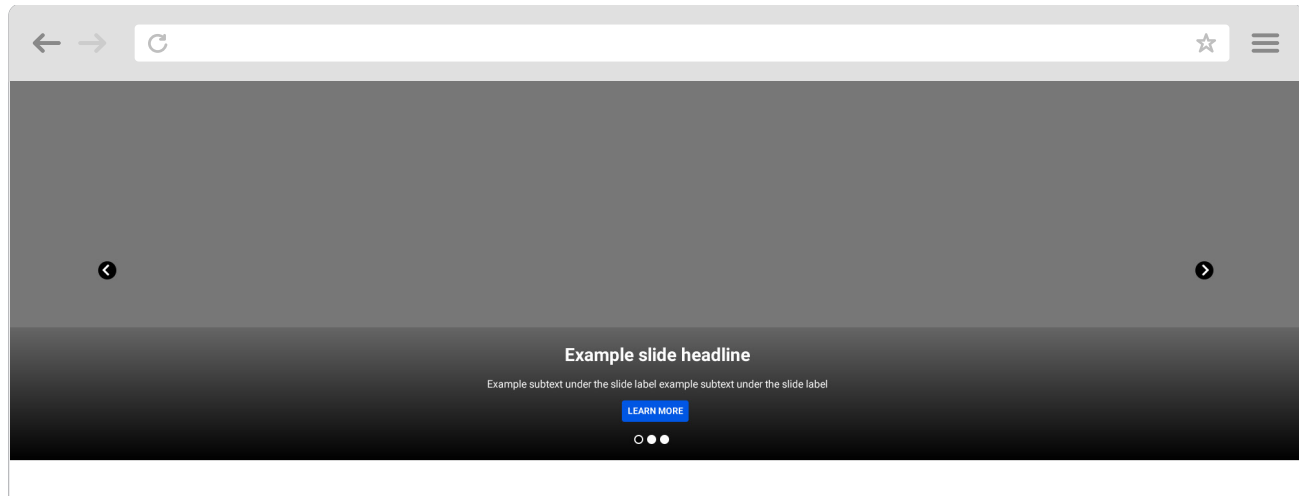 Example slide headline
Example subtext under the slide label example subtext under the slide label
LEARN MORE